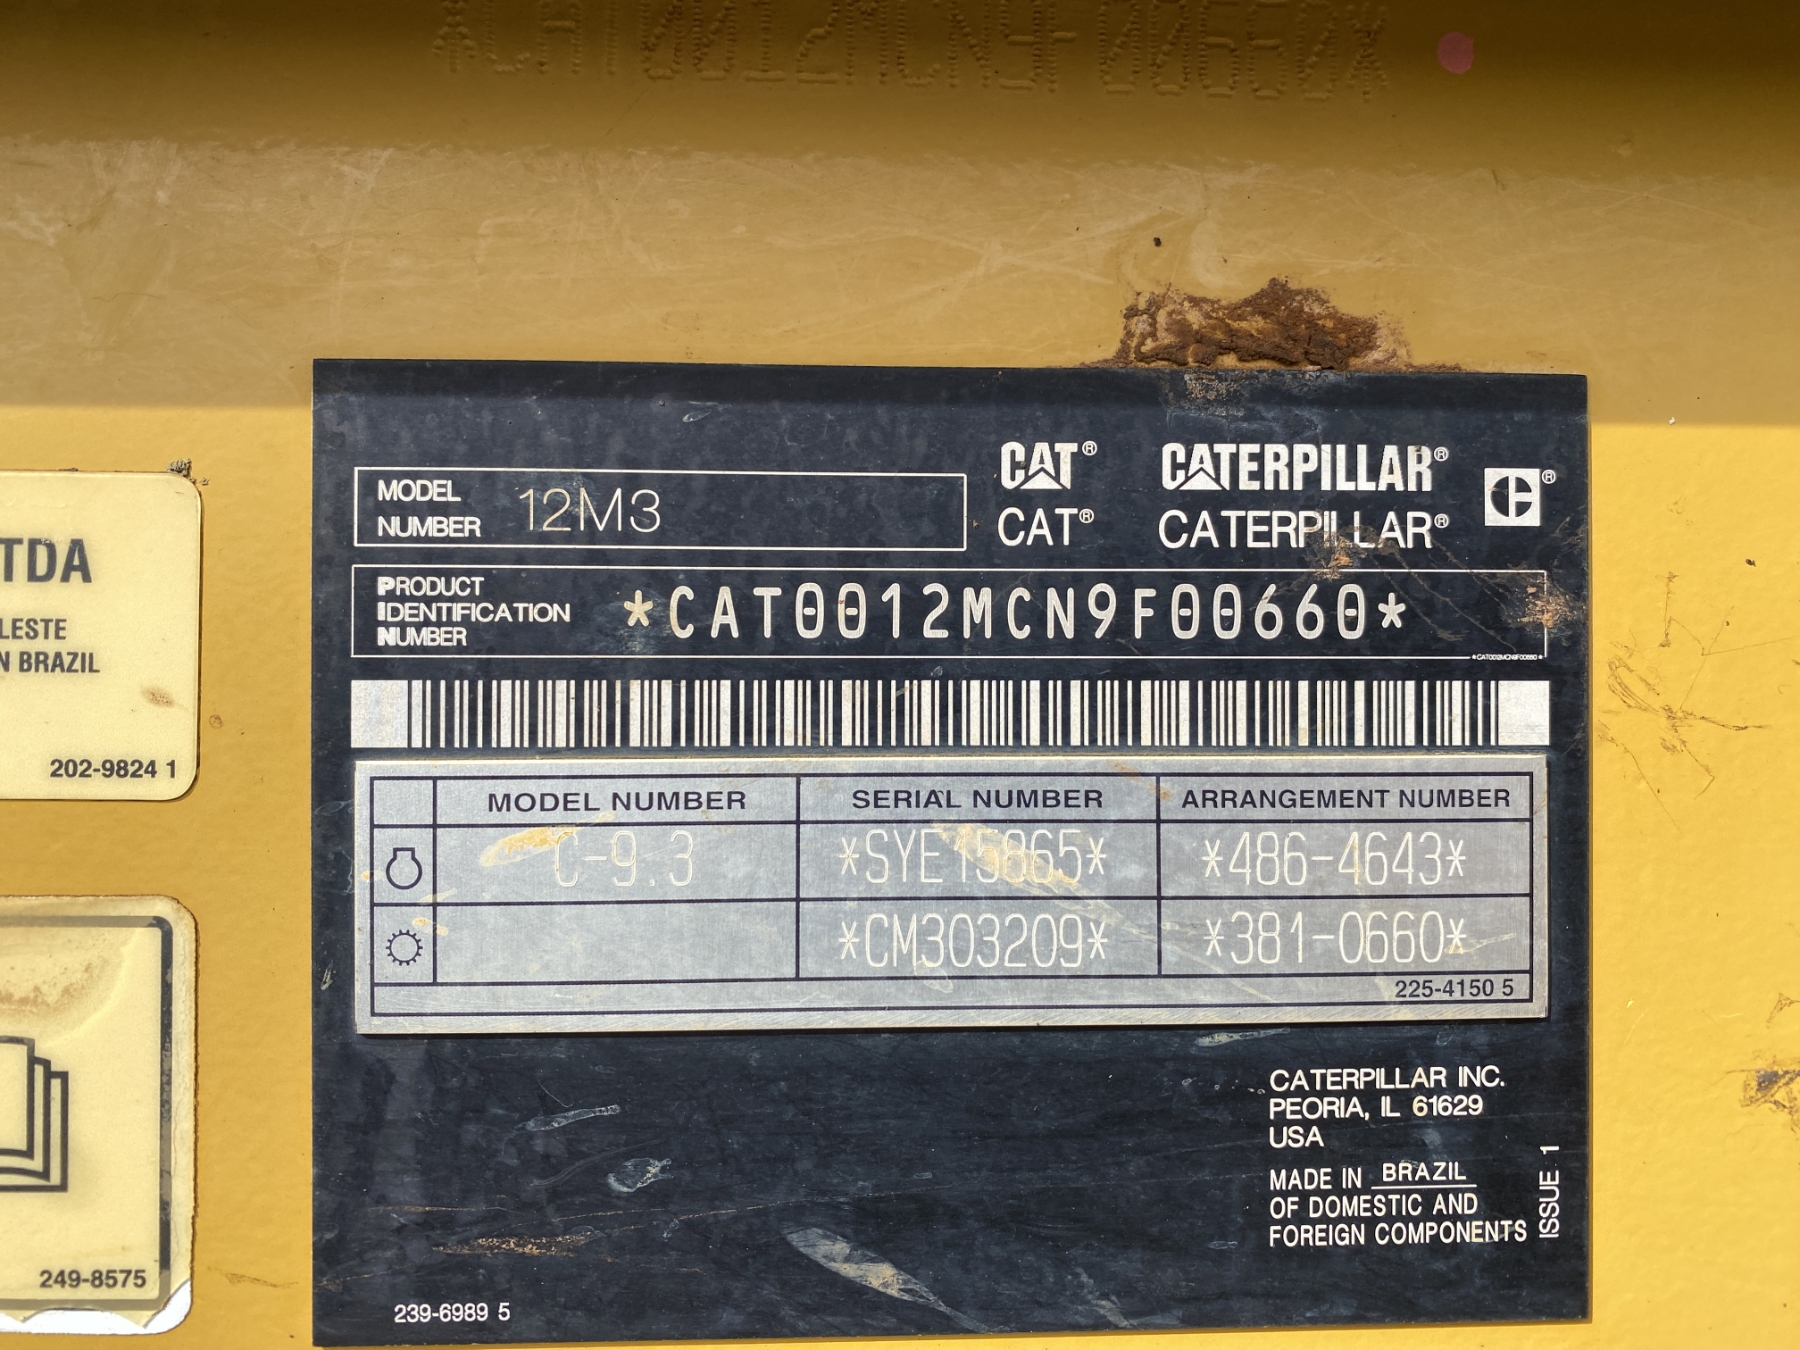 *CAT0012MCN9F00660*
TDA
LESTE
N BRAZIL
202-9824 1
249-8575
MODEL
NUMBER 12M3
CAT® CATERPILLAR®
CAT® CATERPILLAR®
PRODUCT
IDENTIFICATION
NUMBER
*CAT0012MCN9F00660*
*CAT0012MCN9F00660*
MODEL NUMBER SERIAL NUMBER ARRANGEMENT NUMBER
C-9.3 *SYE15865* *486-4643*
*CM303209* *381-0660*
225-4150 5
CATERPILLAR INC.
PEORIA, IL 61629
USA
MADE IN BRAZIL
OF DOMESTIC AND
FOREIGN COMPONENTS
ISSUE 1
239-6989 5